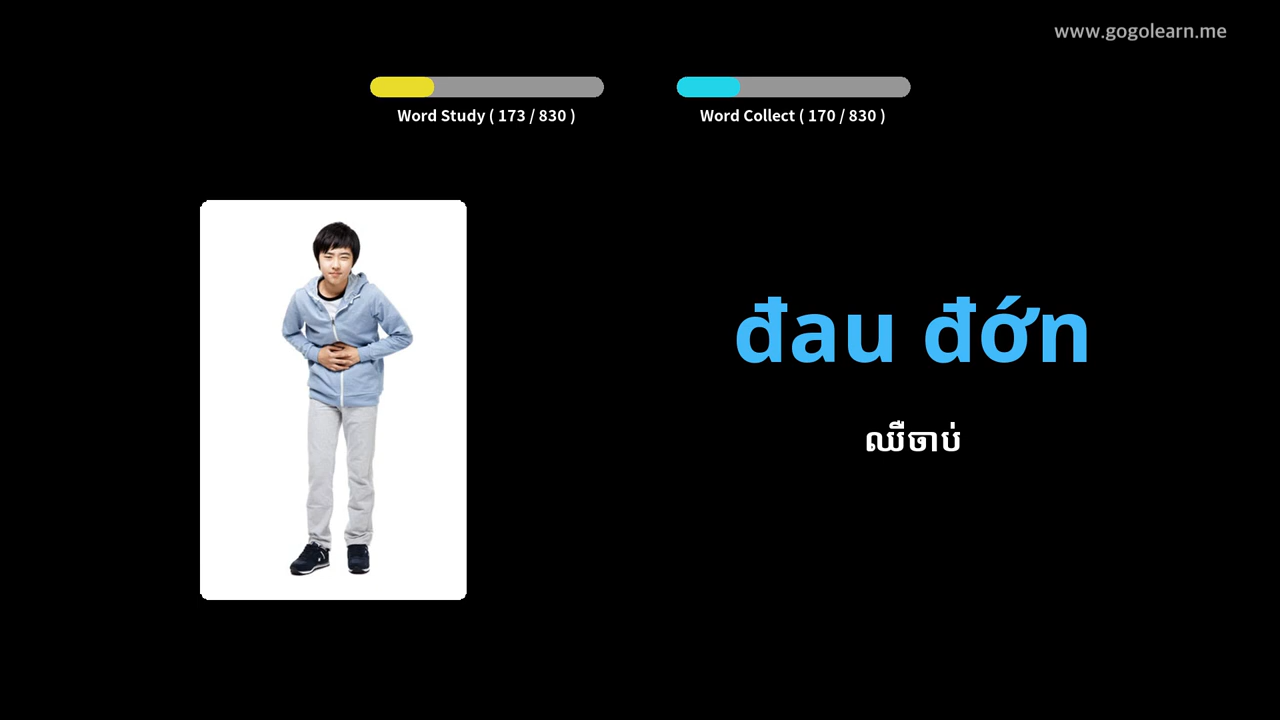 www.gogolearn.me
Word Study ( 173 / 830 )
Word Collect ( 170 / 830 )
đau đớn
ឈឺចាប់